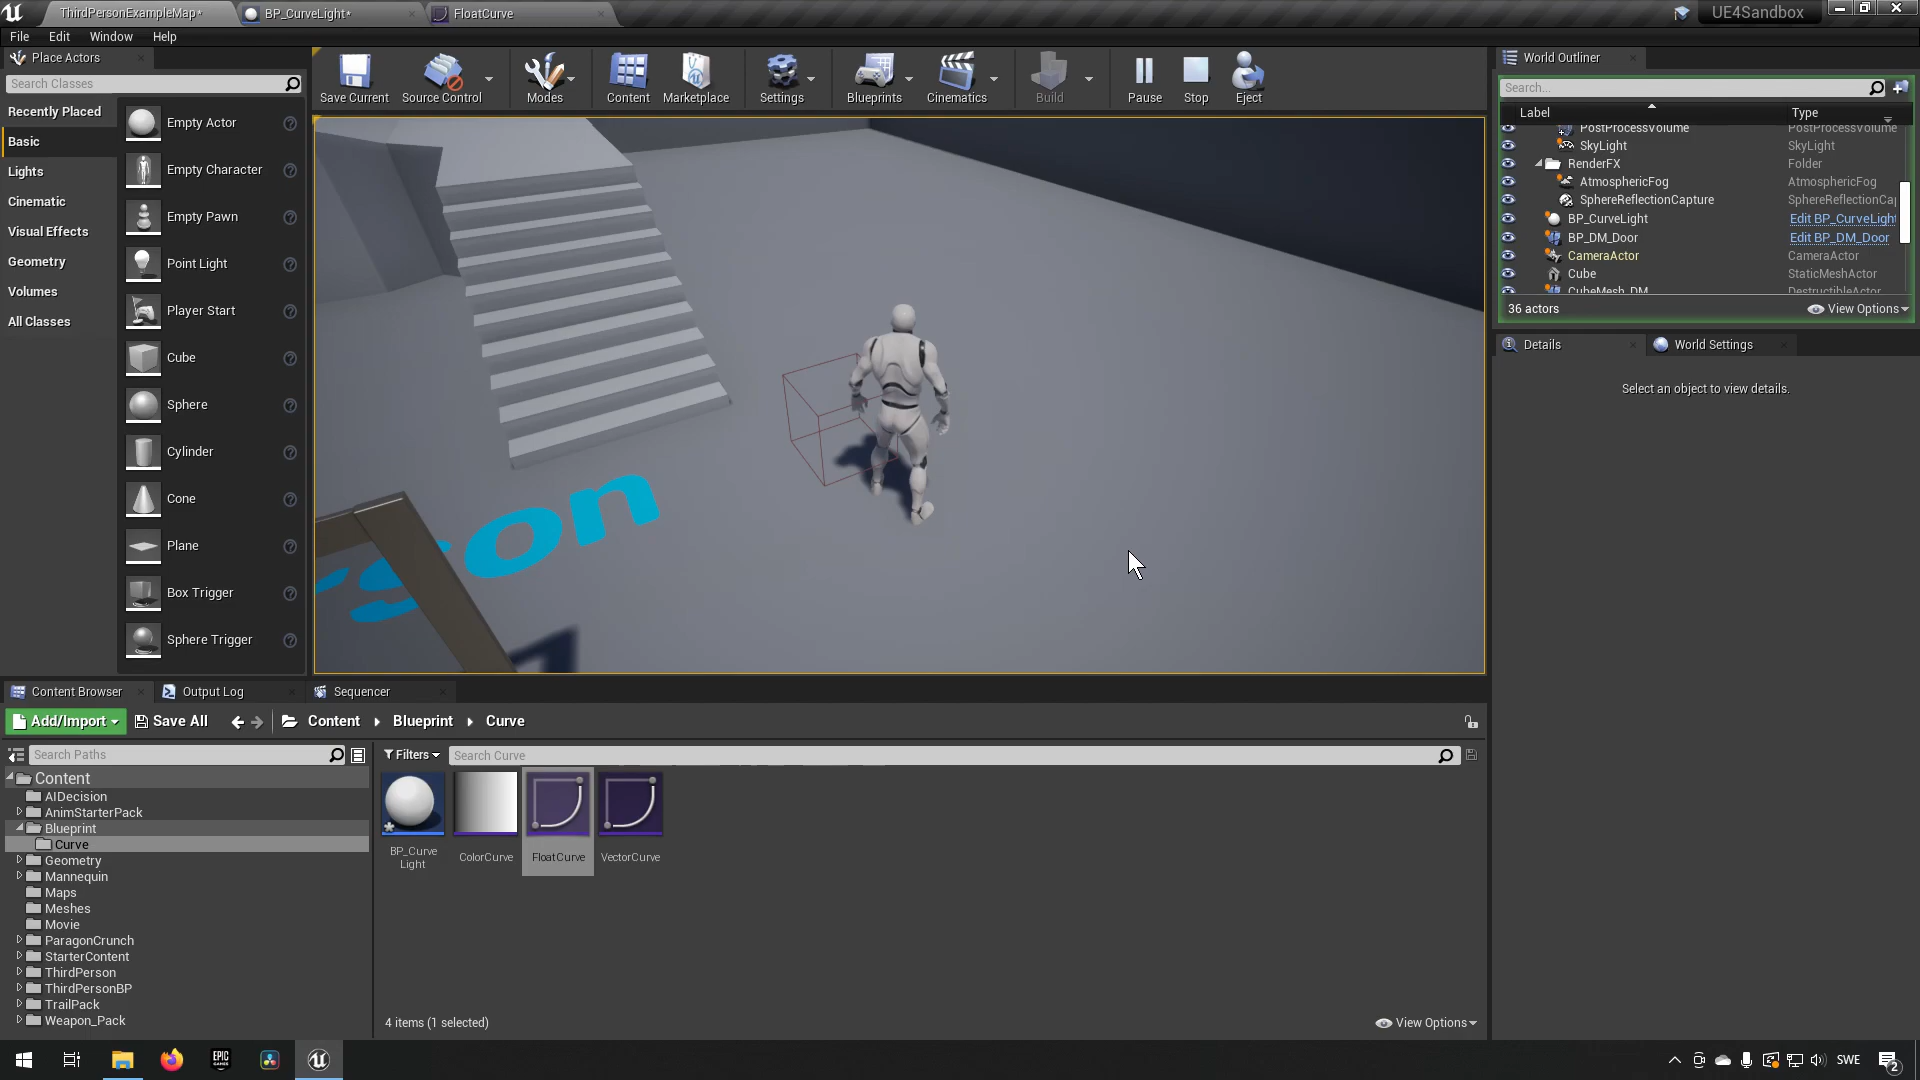 ThirdPersonExampleMap*
BP_CurveLight*
FloatCurve
UE4Sandbox
File
Edit
Window
Help
Place Actors
Search Classes
Recently Placed
Basic
Lights
Cinematic
Visual Effects
Geometry
Volumes
All Classes
Empty Actor
Empty Character
Empty Pawn
Point Light
Player Start
Cube
Sphere
Cylinder
Cone
Plane
Box Trigger
Sphere Trigger
Save Current
Source Control
Modes
Content
Marketplace
Settings
Blueprints
Cinematics
Build
Pause
Stop
Eject
rson
World Outliner
Search...
Label
Type
PostProcessVolume
PostProcessVolume
SkyLight
SkyLight
RenderFX
Folder
AtmosphericFog
AtmosphericFog
SphereReflectionCapture
SphereReflectionCap
BP_CurveLight
Edit BP_CurveLight
BP_DM_Door
Edit BP_DM_Door
CameraActor
CameraActor
Cube
StaticMeshActor
CubeMesh_DM
DestructibleActor
36 actors
View Options
Details
World Settings
Select an object to view details.
Content Browser
Output Log
Sequencer
Add/Import
Save All
Content
Blueprint
Curve
Search Paths
Filters
Search Curve
Content
AIDecision
AnimStarterPack
Blueprint
Curve
Geometry
Mannequin
Maps
Meshes
Movie
ParagonCrunch
StarterContent
ThirdPerson
ThirdPersonBP
TrailPack
Weapon_Pack
BP_Curve
Light
ColorCurve
FloatCurve
VectorCurve
4 items (1 selected)
View Options
EPIC
GAMES
SWE
2